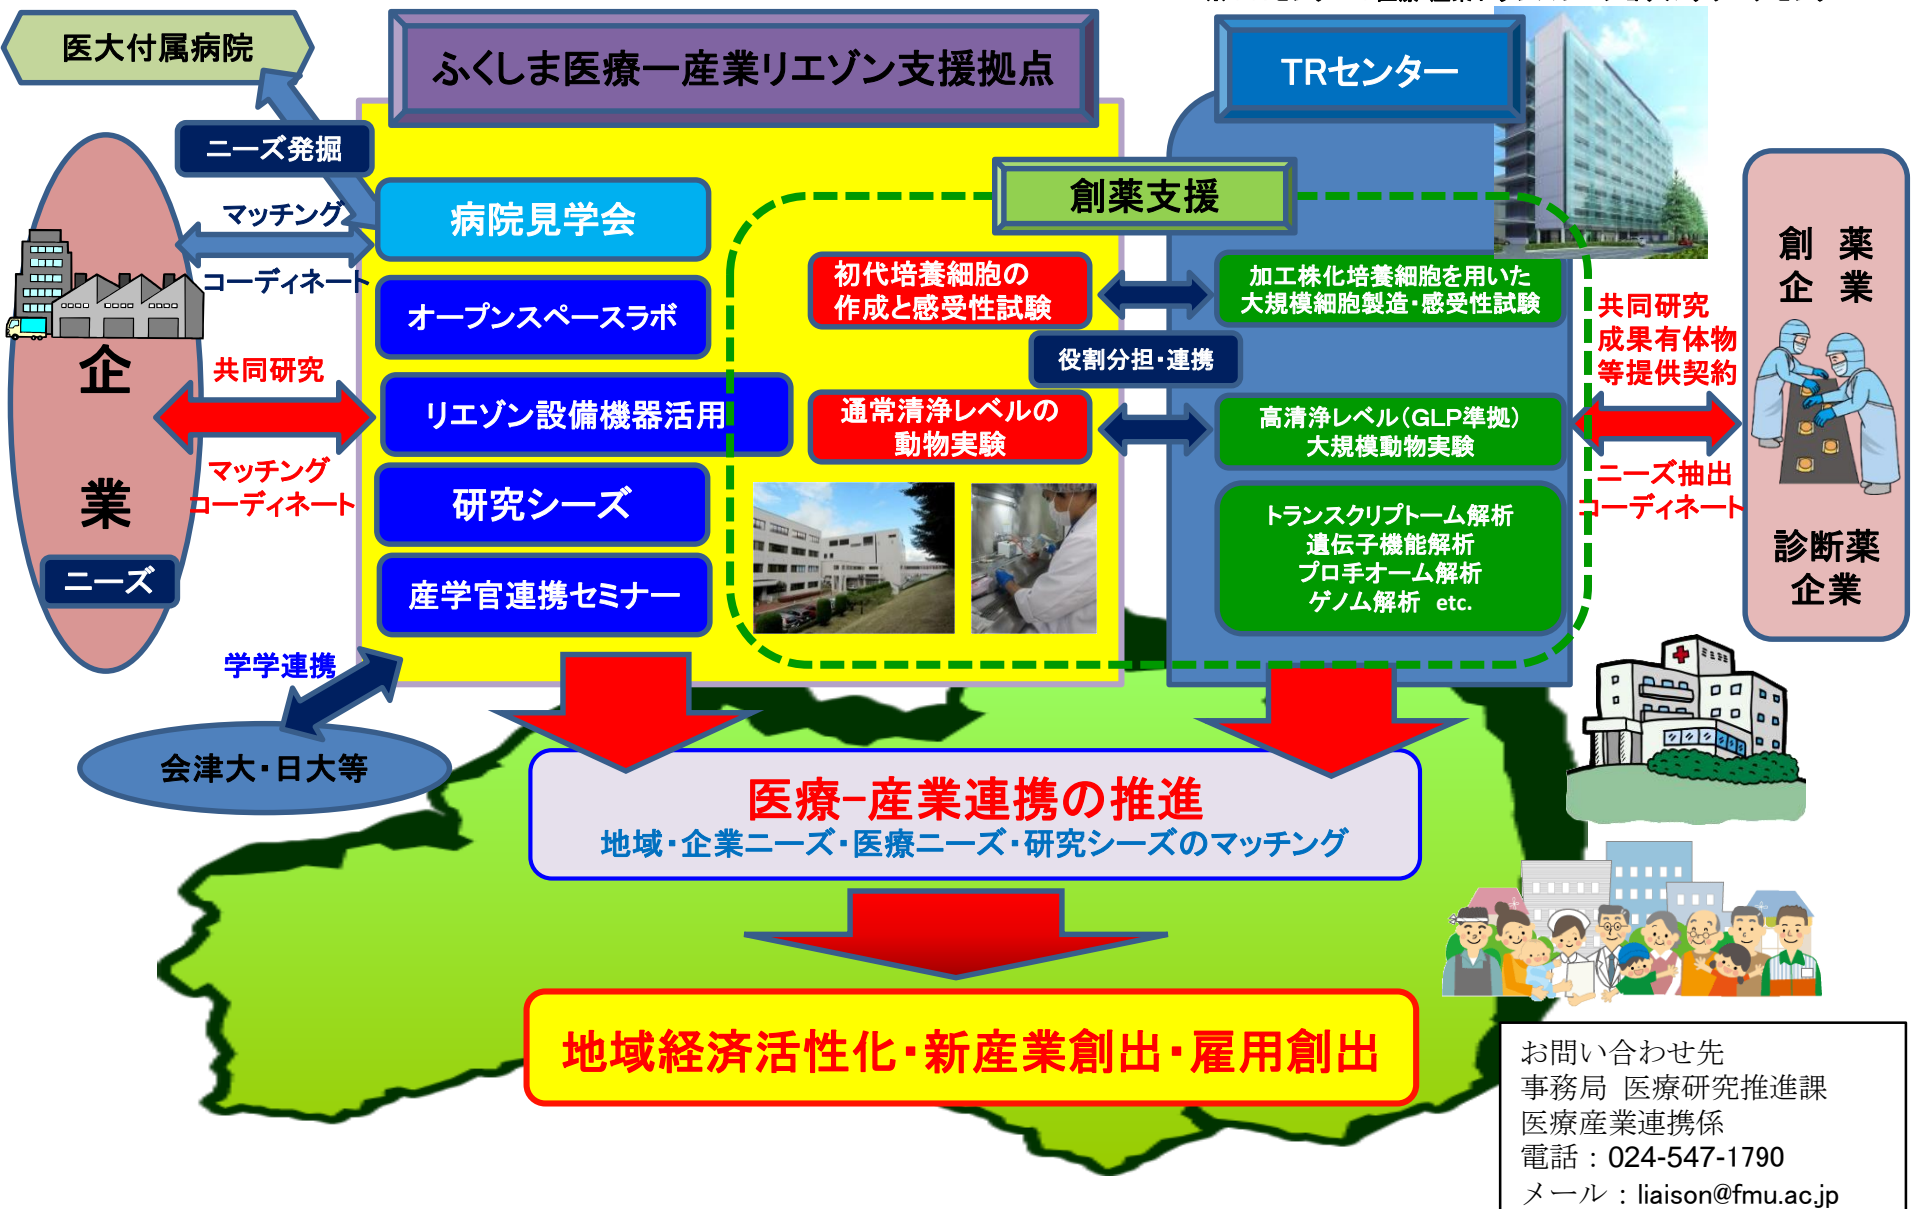 医大付属病院
ふくしま医療ー産業リエゾン支援拠点
TRセンター
ニーズ発掘
マッチング
コーディネート
病院見学会
創薬支援
オープンスペースラボ
初代培養細胞の
作成と感受性試験
加工株化培養細胞を用いた
大規模細胞製造・感受性試験
役割分担・連携
企
業
ニーズ
共同研究
マッチング
コーディネート
リエゾン設備機器活用
通常清浄レベルの
動物実験
高清浄レベル（GLP準拠）
大規模動物実験
研究シーズ
産学官連携セミナー
トランスクリプトーム解析
遺伝子機能解析
プロ手オーム解析
ゲノム解析 etc.
共同研究
成果有体物
等提供契約
ニーズ抽出
コーディネート
創 薬
企 業
診断薬
企業
学学連携
会津大・日大等
医療−産業連携の推進
地域・企業ニーズ・医療ニーズ・研究シーズのマッチング
地域経済活性化・新産業創出・雇用創出
お問い合わせ先
事務局 医療研究推進課
医療産業連携係
電話：024-547-1790
メール：liaison@fmu.ac.jp